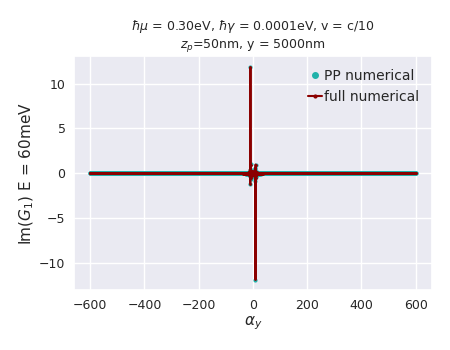 ℏμ = 0.30eV, ℏγ = 0.0001eV, v = c/10
z_p=50nm, y = 5000nm
PP numerical
full numerical
Im(G₁) E = 60meV
10
5
0
−5
−10
−600
−400
−200
0
200
400
600
α_y